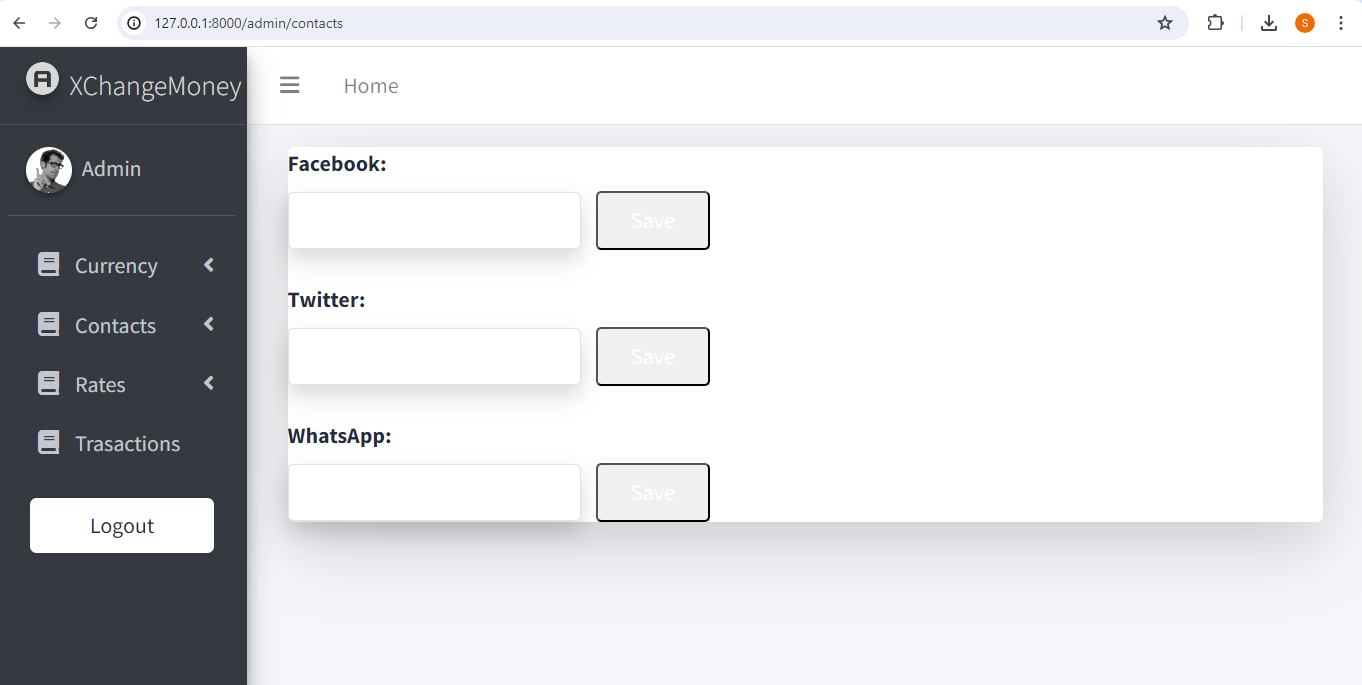 127.0.0.1:8000/admin/contacts
S
XChangeMoney
Home
Admin
Currency
Contacts
Rates
Trasactions
Logout
Facebook:
Save
Twitter:
Save
WhatsApp:
Save